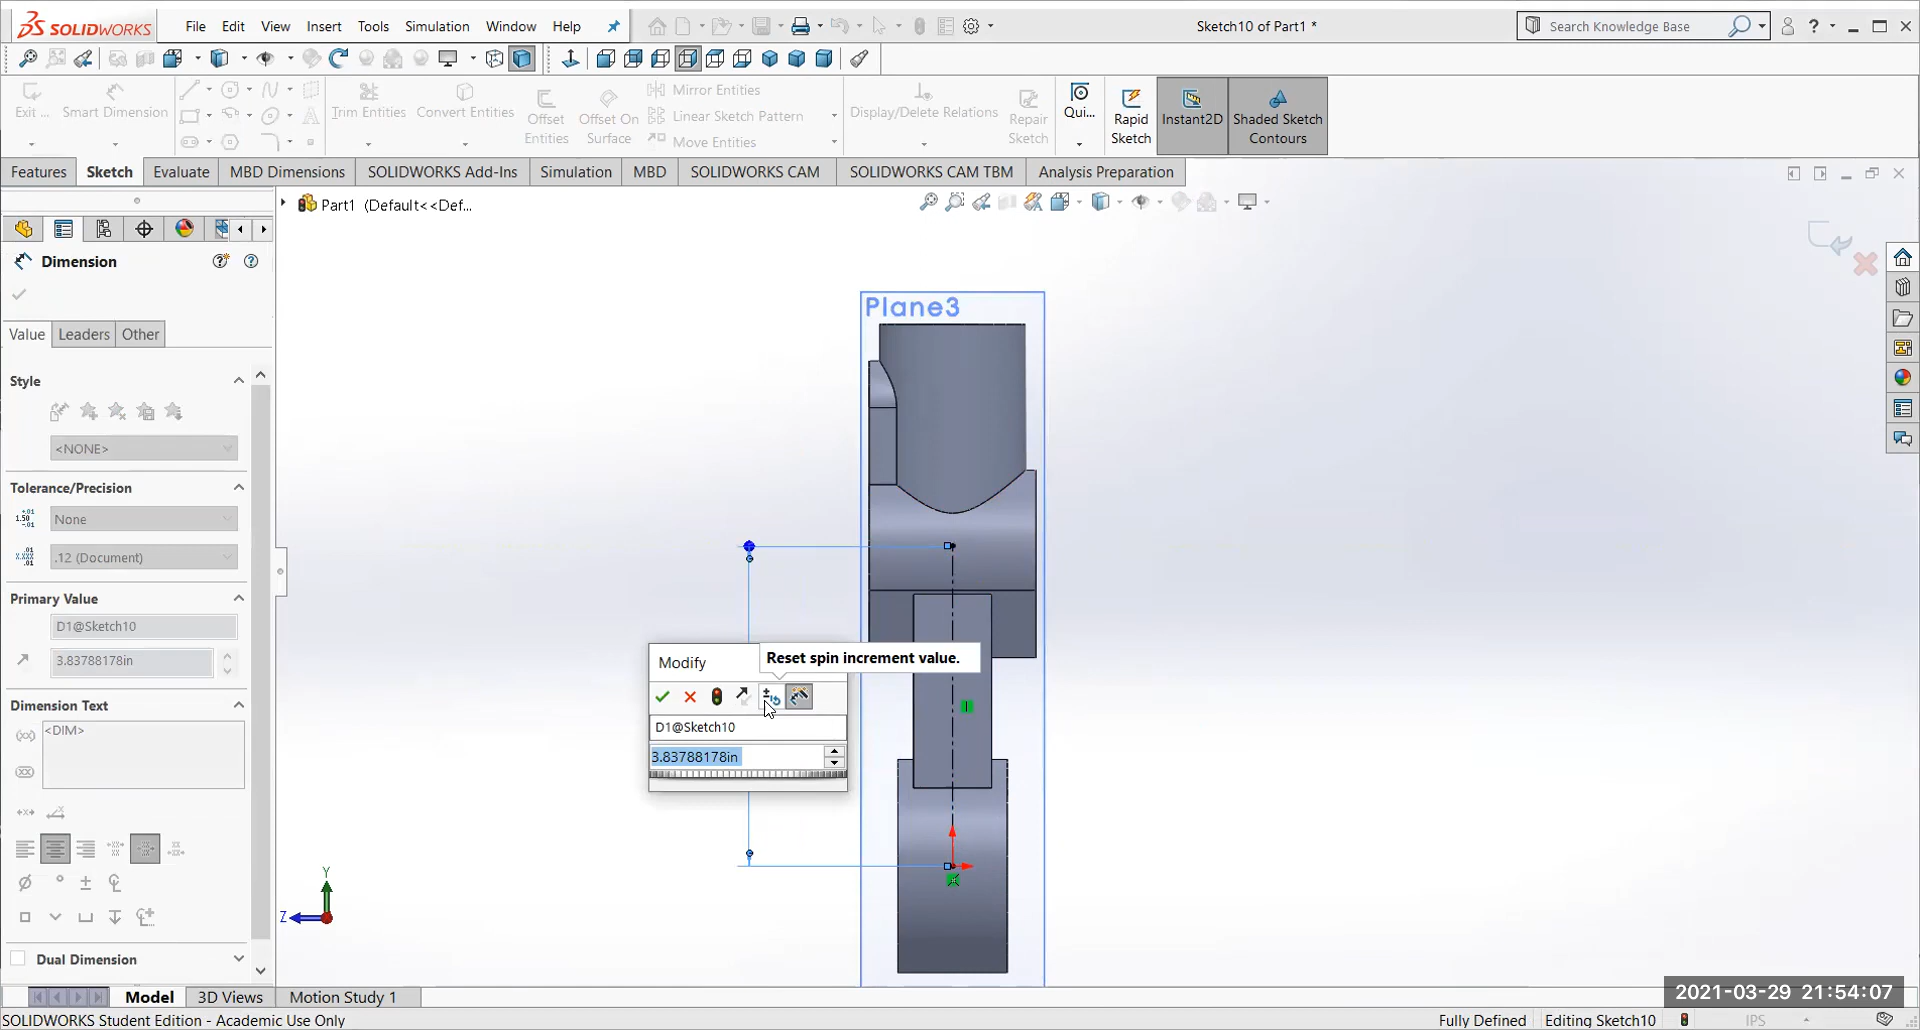 SOLIDWORKS
File Edit View Insert Tools Simulation Window Help
Sketch10 of Part1 *
Search Knowledge Base
Exit ...
Smart Dimension
Trim Entities
Convert Entities
Offset Entities
Offset On Surface
Mirror Entities
Linear Sketch Pattern
Move Entities
Display/Delete Relations
Repair Sketch
Qui...
Rapid Sketch
Instant2D
Shaded Sketch Contours
Features Sketch Evaluate MBD Dimensions SOLIDWORKS Add-Ins Simulation MBD SOLIDWORKS CAM SOLIDWORKS CAM TBM Analysis Preparation
Part1 (Default<<Def...
Dimension
Value Leaders Other
Style
<NONE>
Tolerance/Precision
None
.12 (Document)
Primary Value
D1@Sketch10
3.83788178in
Dimension Text
<DIM>
Dual Dimension
Plane3
Modify
Reset spin increment value.
D1@Sketch10
3.83788178in
Y
Z
Model 3D Views Motion Study 1
2021-03-29 21:54:07
SOLIDWORKS Student Edition - Academic Use Only
Fully Defined Editing Sketch10 IPS